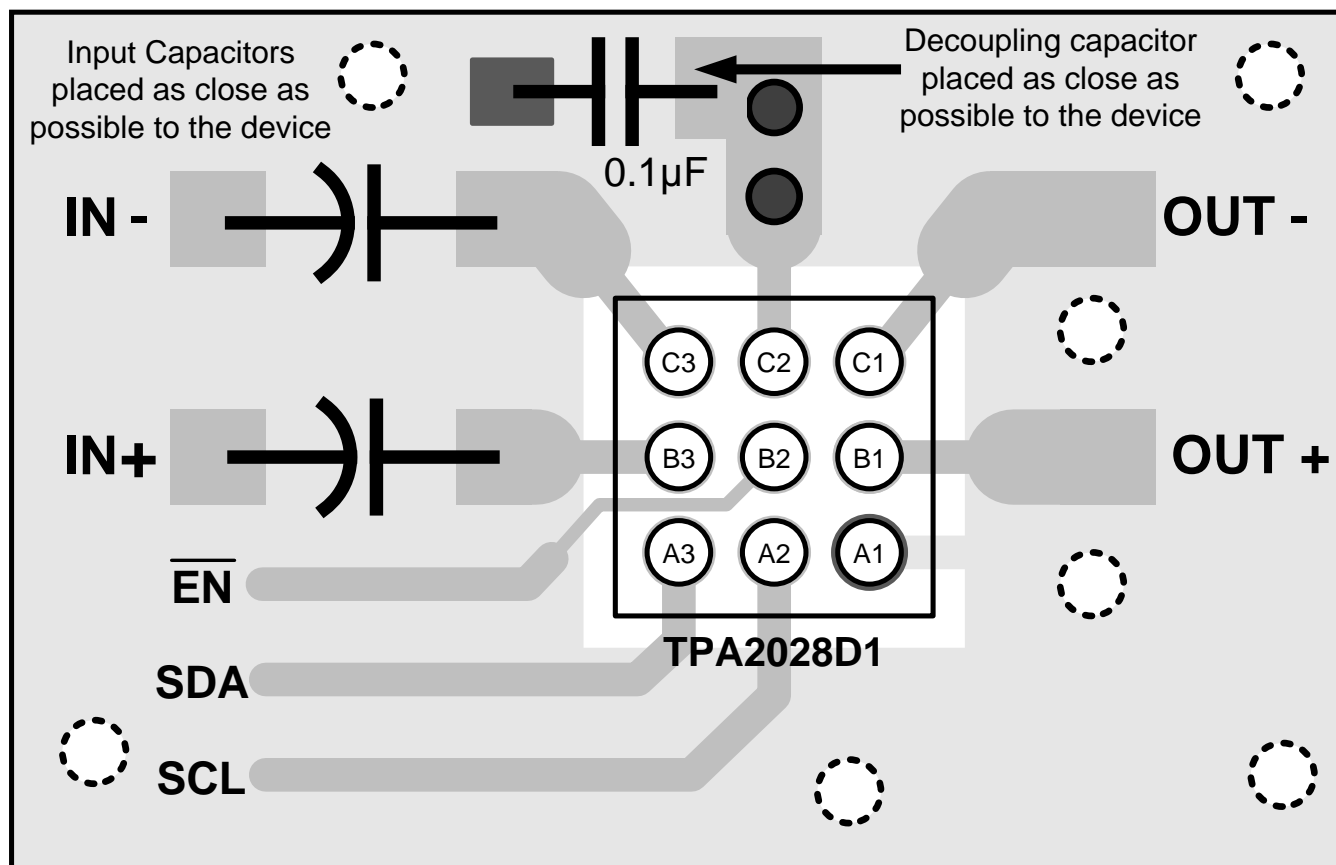 Input Capacitors
placed as close as
possible to the device
Decoupling capacitor
placed as close as
possible to the device
0.1µF
IN -
OUT -
C3 C2 C1
IN+
B3 B2 B1
OUT +
A3 A2 A1
EN
TPA2028D1
SDA
SCL